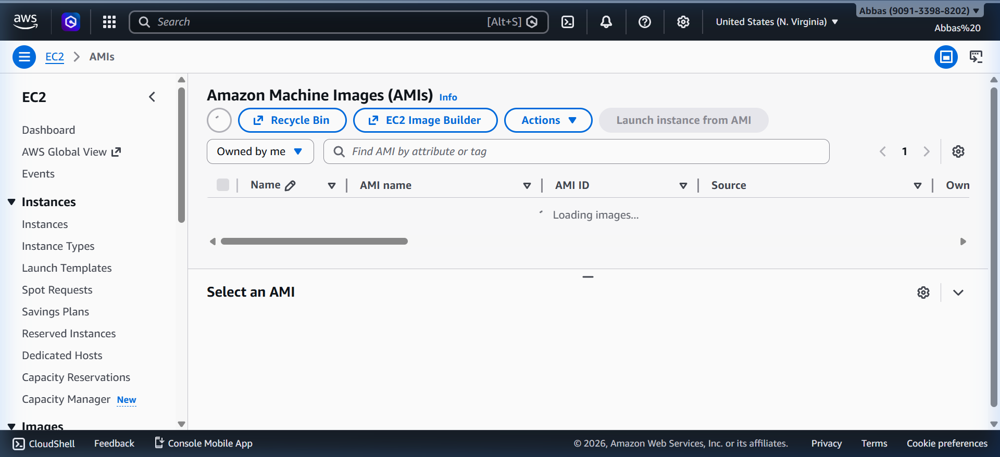 aws
Search [Alt+S]
United States (N. Virginia)
Abbas (9091-3398-8202)
Abbas%20
EC2 AMIs
EC2
Dashboard
AWS Global View
Events
Instances
Instances
Instance Types
Launch Templates
Spot Requests
Savings Plans
Reserved Instances
Dedicated Hosts
Capacity Reservations
Capacity Manager New
Images
Amazon Machine Images (AMIs) Info
Recycle Bin EC2 Image Builder Actions Launch instance from AMI
Owned by me Find AMI by attribute or tag 1
Name AMI name AMI ID Source Own
Loading images...
Select an AMI
CloudShell Feedback Console Mobile App © 2026, Amazon Web Services, Inc. or its affiliates. Privacy Terms Cookie preferences